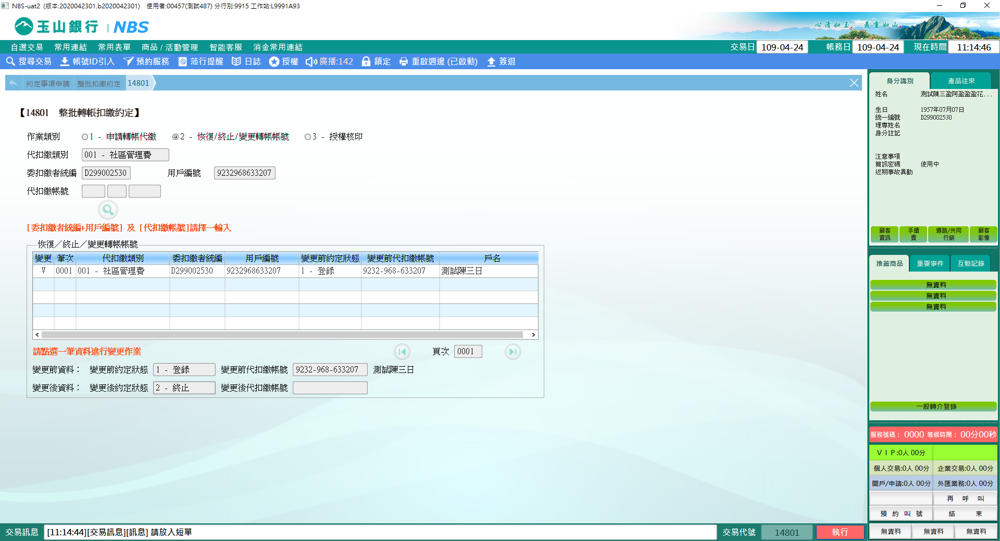 NBS-uat2 (版本:2020042301.b2020042301) 使用者:00457(測試487) 分行別:9915 工作站:L9991A93
玉山銀行 | NBS
心清如玉 義重如山
自選交易 常用連結 常用表單 商品 / 活動管理 智能客服 消金常用連結 交易日 109-04-24 帳務日 109-04-24 現在時間 11:14:46
搜尋交易 帳號ID引入 預約服務 蒞行提醒 日誌 授權 廣播:142 鎖定 重啟週邊 (已啟動) 簽退
約定事項申請 整批扣繳約定 14801
【14801 整批轉帳扣繳約定】
作業類別 1 - 申請轉帳代繳 2 - 恢復/終止/變更轉帳帳號 3 - 授權核印
代扣繳類別 001 - 社區管理費
委扣繳者統編 D299002530 用戶編號 9232968633207
代扣繳帳號
[委扣繳者統編+用戶編號] 及 [代扣繳帳號]請擇一輸入
恢復／終止／變更轉帳帳號
變更 筆次 代扣繳類別 委扣繳者統編 用戶編號 變更前約定狀態 變更前代扣繳帳號 戶名
V 0001 001 - 社區管理費 D299002530 9232968633207 1 - 登錄 9232-968-633207 測試陳三日
請點選一筆資料進行變更作業 頁次 0001
變更前資料： 變更前約定狀態 1 - 登錄 變更前代扣繳帳號 9232-968-633207 測試陳三日
變更後資料： 變更後約定狀態 2 - 終止 變更後代扣繳帳號
身分識別 產品往來
姓名 測試陳三盈阿盈盈盈花...
生日 1957年07月07日
統一編號 D299002530
理專姓名
身分註記
注意事項
簡訊密碼 使用中
近期事故異動
顧客資訊 手續費 通路/共同行銷 顧客影像
推薦商品 重要事件 互動記錄
無資料
無資料
無資料
一般轉介登錄
服務號碼： 0000 等候時間： 00分00秒
ＶＩＰ:0人 00分
個人交易:0人 00分 企業交易:0人 00分
開戶/申請:0人 00分 外匯業務:0人 00分
再 呼 叫
預 約 叫 號 結 束
無資料 無資料 無資料
交易訊息 [11:14:44][交易訊息][訊息] 請放入短單 交易代號 14801 執行